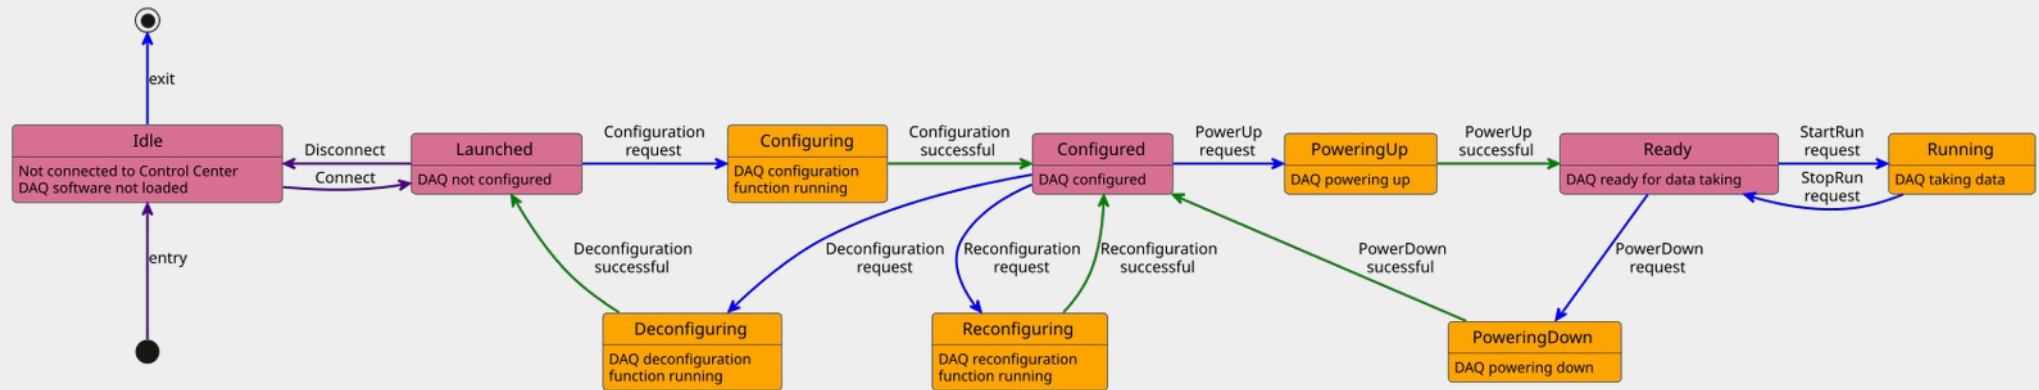 exit
Idle
Not connected to Control Center
DAQ software not loaded
Disconnect
Connect
Launched
DAQ not configured
Configuration
request
Configuring
DAQ configuration
function running
Configuration
successful
Configured
DAQ configured
PowerUp
request
PoweringUp
DAQ powering up
PowerUp
successful
Ready
DAQ ready for data taking
StartRun
request
StopRun
request
Running
DAQ taking data
entry
Deconfiguration
successful
Deconfiguration
request
Reconfiguration
request
Reconfiguration
successful
PowerDown
sucessful
PowerDown
request
Deconfiguring
DAQ deconfiguration
function running
Reconfiguring
DAQ reconfiguration
function running
PoweringDown
DAQ powering down